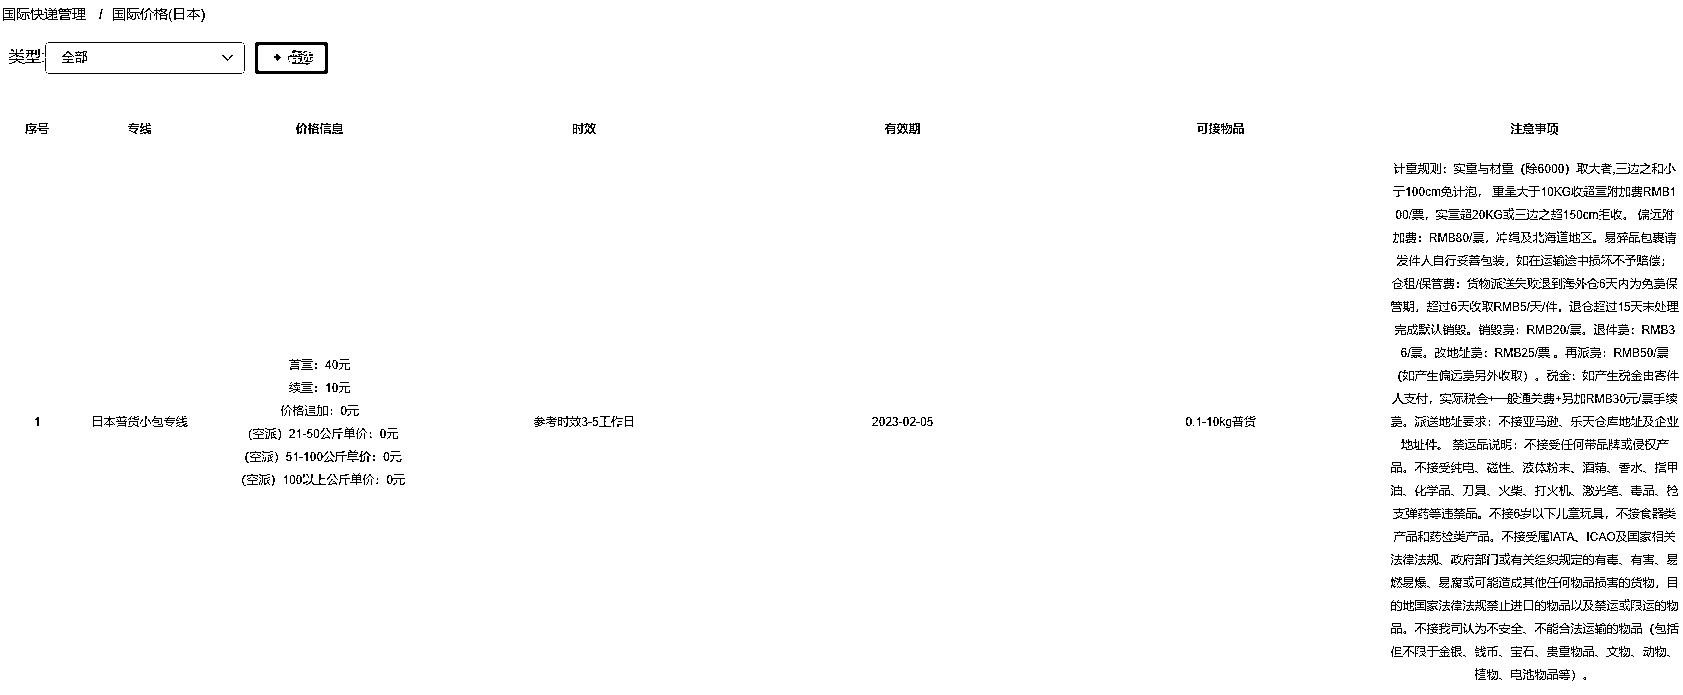 国际快递管理 / 国际价格(日本)
类型: 全部
序号 专线 价格信息 时效 有效期 可接物品 注意事项
计重规则：实重与材重（除6000）取大者,三边之和小
于100cm免计泡， 重量大于10KG收超重附加费RMB1
00/票，实重超20KG或三边之超150cm拒收。 偏远附
加费：RMB80/票，冲绳及北海道地区。易碎品包裹请
发件人自行妥善包装，如在运输途中损坏不予赔偿；
仓租/保管费：货物派送失败退到海外仓6天内为免费保
管期，超过6天收取RMB5/天/件。退仓超过15天未处理
完成默认销毁。销毁费：RMB20/票。退件费：RMB3
6/票。改地址费：RMB25/票 。再派费：RMB50/票
（如产生偏远费另外收取）。税金：如产生税金由寄件
人支付，实际税金+一般通关费+另加RMB30元/票手续
费。派送地址要求：不接亚马逊、乐天仓库地址及企业
地址件。 禁运品说明：不接受任何带品牌或侵权产
品。不接受纯电、磁性、液体粉末、酒精、香水、指甲
油、化学品、刀具、火柴、打火机、激光笔、毒品、枪
支弹药等违禁品。不接6岁以下儿童玩具，不接食器类
产品和药检类产品。不接受属IATA、ICAO及国家相关
法律法规、政府部门或有关组织规定的有毒、有害、易
燃易爆、易腐或可能造成其他任何物品损害的货物，目
的地国家法律法规禁止进口的物品以及禁运或限运的物
品。不接我司认为不安全、不能合法运输的物品（包括
但不限于金银、钱币、宝石、贵重物品、文物、动物、
植物、电池物品等）。
首重：40元
续重：10元
价格追加：0元
（空派）21-50公斤单价：0元
（空派）51-100公斤单价：0元
（空派）100以上公斤单价：0元
1 日本普货小包专线 参考时效3-5工作日 2023-02-05 0.1-10kg普货